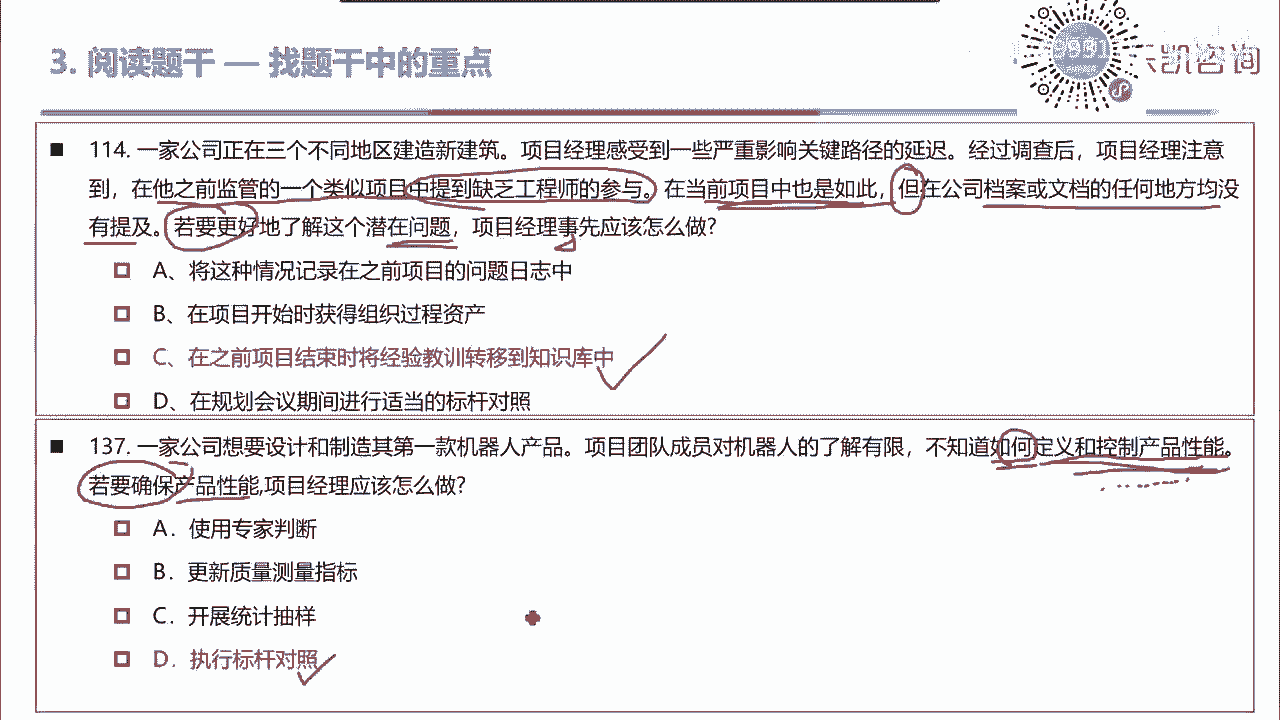 3. 阅读题干 — 找题干中的重点
凯咨询
114. 一家公司正在三个不同地区建造新建筑。项目经理感受到一些严重影响关键路径的延迟。经过调查后，项目经理注意
到，在他之前监管的一个类似项目中提到缺乏工程师的参与。在当前项目中也是如此，但在公司档案或文档的任何地方均没
有提及。若要更好地了解这个潜在问题，项目经理事先应该怎么做？
A、将这种情况记录在之前项目的问题日志中
B、在项目开始时获得组织过程资产
C、在之前项目结束时将经验教训转移到知识库中
D、在规划会议期间进行适当的标杆对照
137. 一家公司想要设计和制造其第一款机器人产品。项目团队成员对机器人的了解有限，不知道如何定义和控制产品性能。
若要确保产品性能,项目经理应该怎么做？
A．使用专家判断
B．更新质量测量指标
C．开展统计抽样
D．执行标杆对照